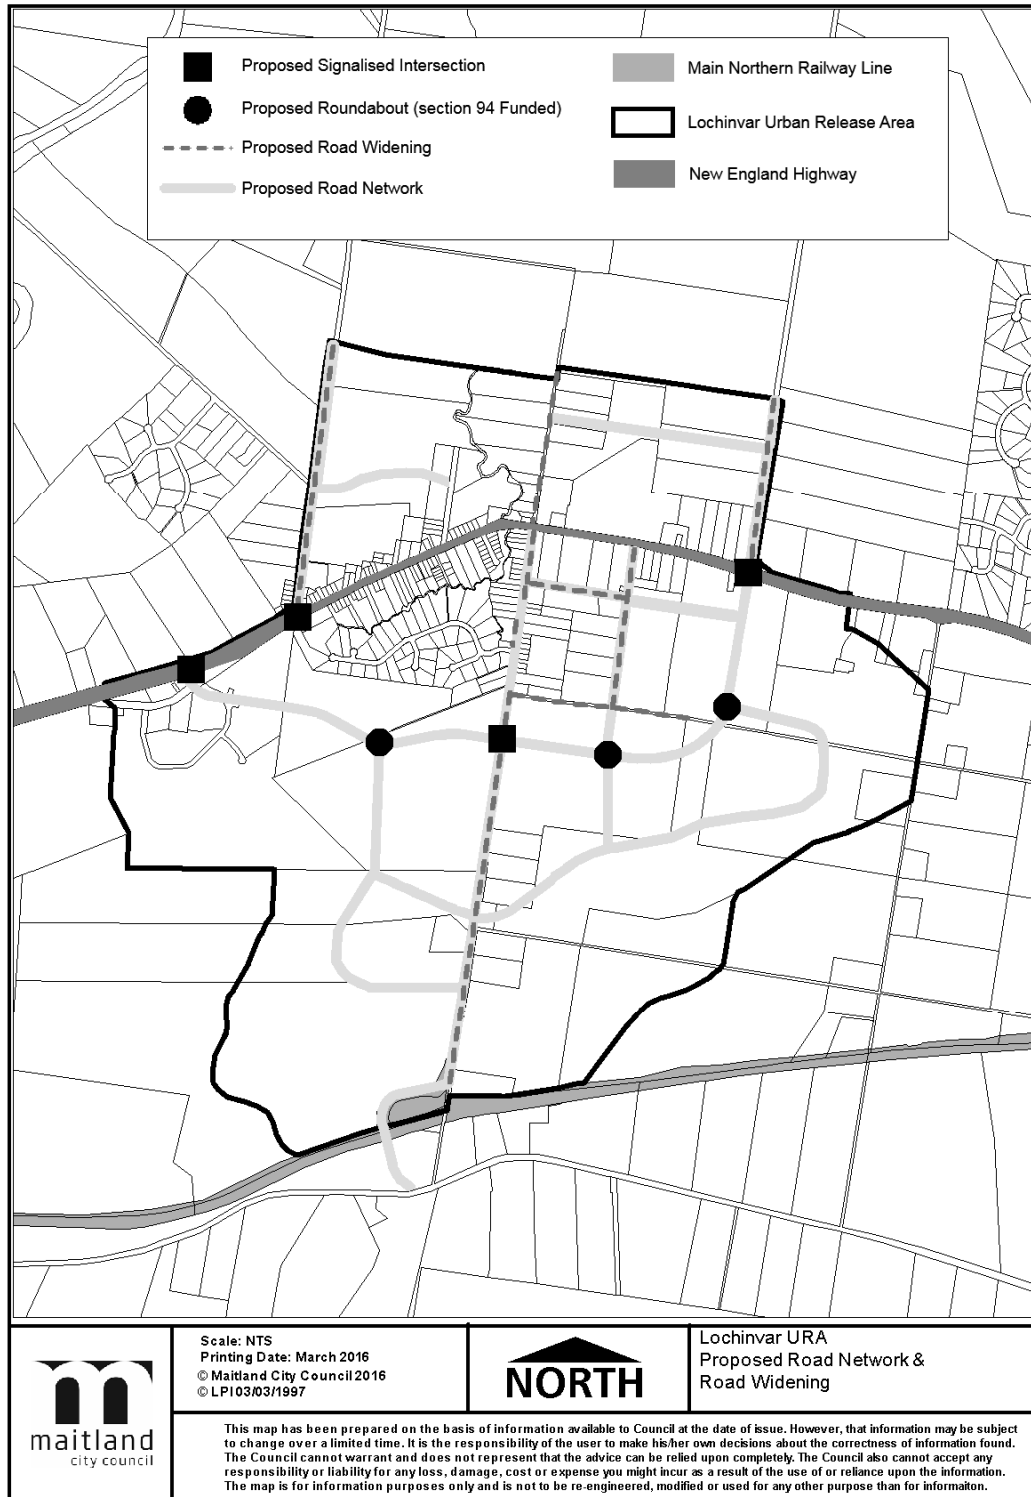 Proposed Signalised Intersection
Proposed Roundabout (section 94 Funded)
Proposed Road Widening
Proposed Road Network
Main Northern Railway Line
Lochinvar Urban Release Area
New England Highway
maitland
city council
Scale: NTS
Printing Date: March 2016
© Maitland City Council 2016
© LPI 03/03/1997
NORTH
Lochinvar URA
Proposed Road Network &
Road Widening
This map has been prepared on the basis of information available to Council at the date of issue. However, that information may be subject
to change over a limited time. It is the responsibility of the user to make his/her own decisions about the correctness of information found.
The Council cannot warrant and does not represent that the advice can be relied upon completely. The Council also cannot accept any
responsibility or liability for any loss, damage, cost or expense you might incur as a result of the use of or reliance upon the information.
The map is for information purposes only and is not to be re-engineered, modified or used for any other purpose than for informaiton.